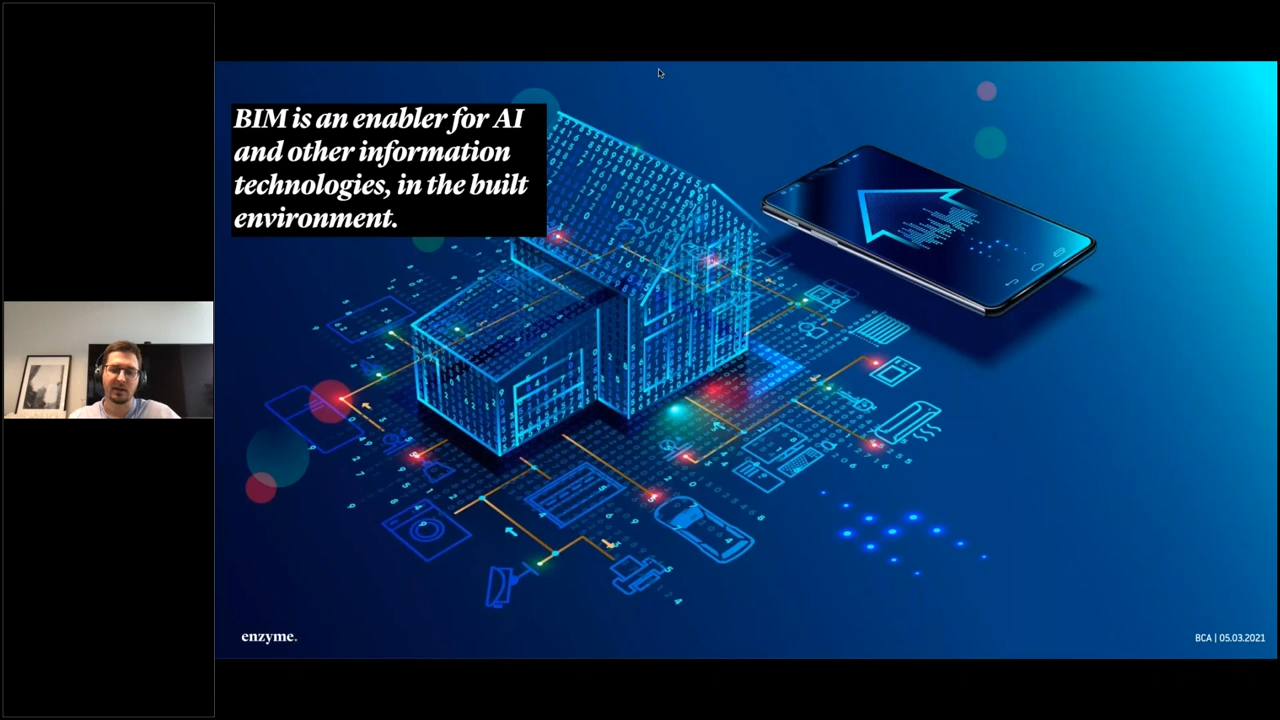 BIM is an enabler for AI
and other information
technologies, in the built
environment.
enzyme.
BCA | 05.03.2021